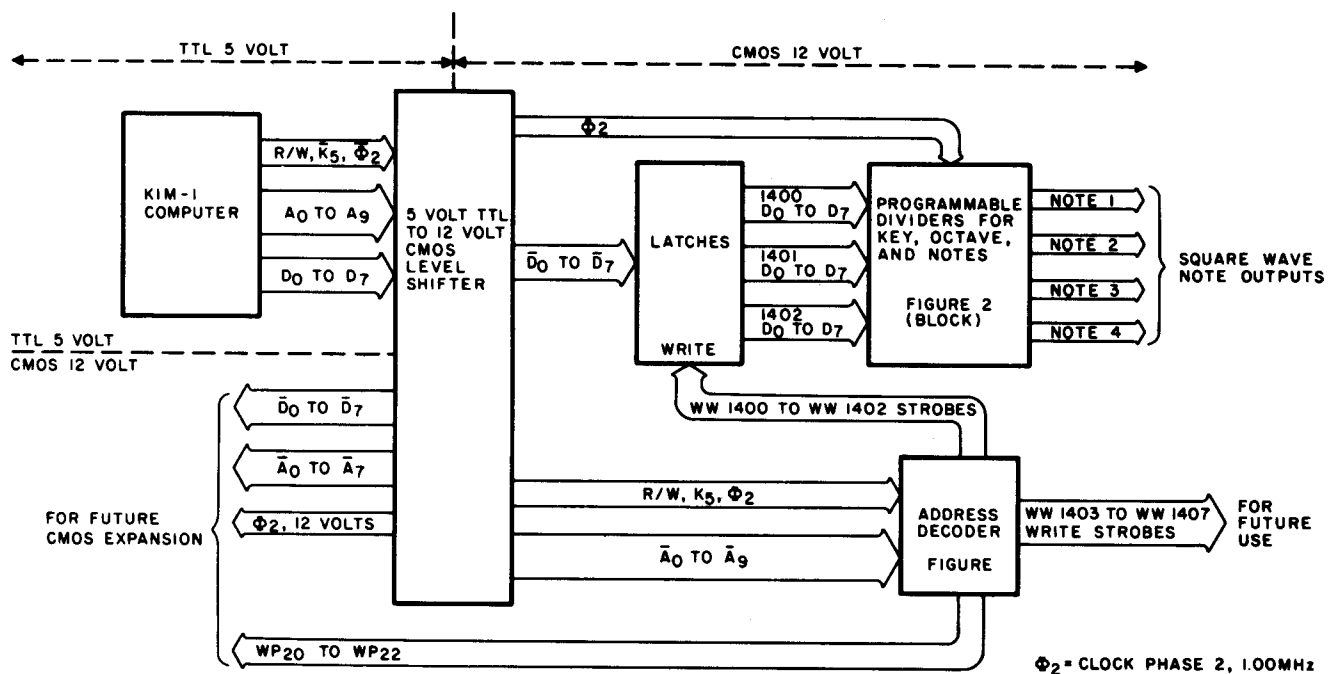 TTL 5 VOLT
CMOS 12 VOLT
KIM-1
COMPUTER
R/W, K̄5, Φ̄2
A0 TO A9
D0 TO D7
5 VOLT TTL
TO 12 VOLT
CMOS
LEVEL
SHIFTER
Φ2
D̄0 TO D̄7
LATCHES
WRITE
1400
D0 TO D7
1401
D0 TO D7
1402
D0 TO D7
PROGRAMMABLE
DIVIDERS FOR
KEY, OCTAVE,
AND NOTES
FIGURE 2
(BLOCK)
NOTE 1
NOTE 2
NOTE 3
NOTE 4
SQUARE WAVE
NOTE OUTPUTS
TTL 5 VOLT
CMOS 12 VOLT
D̄0 TO D̄7
Ā0 TO Ā7
Φ2, 12 VOLTS
FOR FUTURE
CMOS EXPANSION
WP20 TO WP22
WW 1400 TO WW 1402 STROBES
R/W, K5, Φ2
Ā0 TO Ā9
ADDRESS
DECODER
FIGURE
WW 1403 TO WW 1407
WRITE STROBES
FOR
FUTURE
USE
Φ2 = CLOCK PHASE 2, 1.00MHz